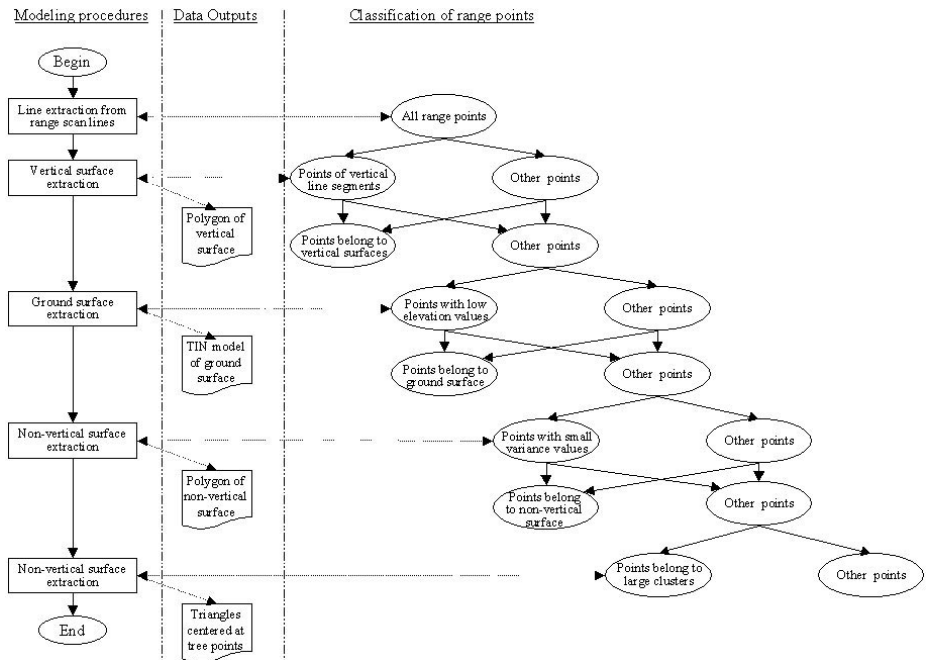 Modeling procedures
Data Outputs
Classification of range points
Begin
Line extraction from
range scan lines
All range points
Vertical surface
extraction
Points of vertical
line segments
Other points
Polygon of
vertical
surface
Points belong to
vertical surfaces
Other points
Ground surface
extraction
Points with low
elevation values
Other points
TIN model
of ground
surface
Points belong to
ground surface
Other points
Non-vertical surface
extraction
Points with small
variance values
Other points
Polygon of
non-vertical
surface
Points belong
to non-vertical
surface
Other points
Non-vertical surface
extraction
Points belong to
large clusters
Other points
Triangles
centered at
tree points
End